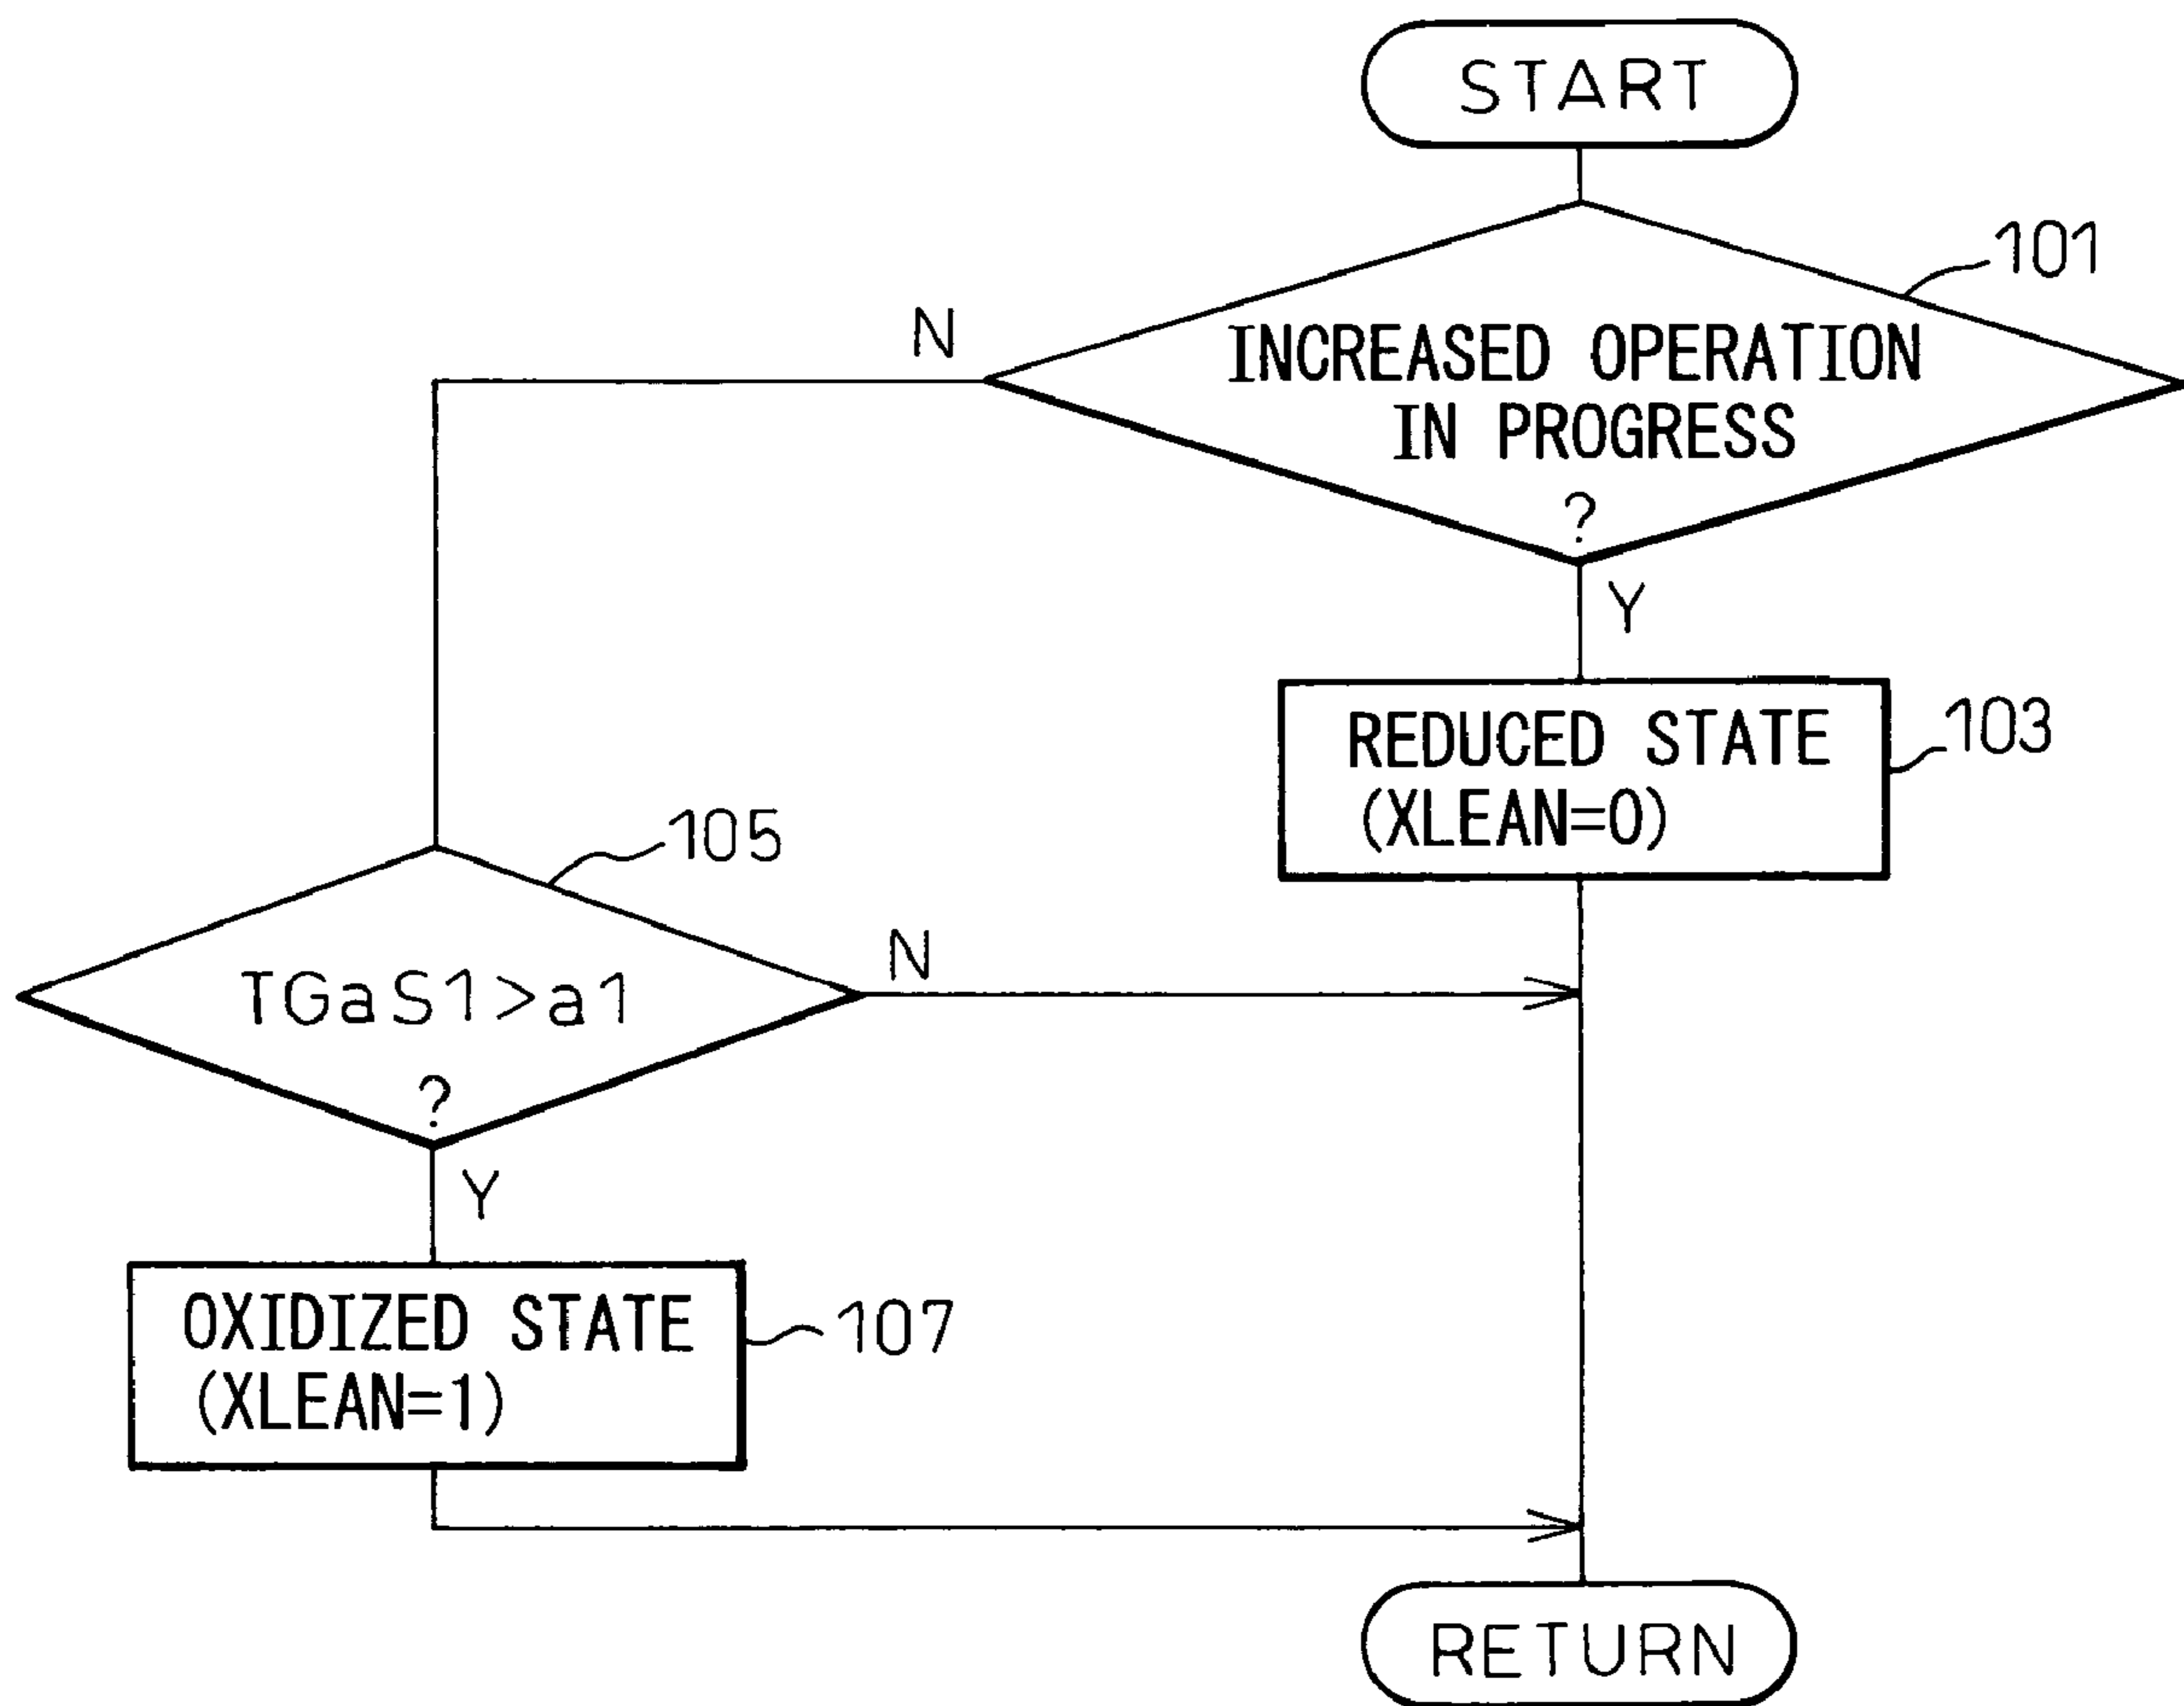 START
101
N
INCREASED OPERATION
IN PROGRESS
?
Y
REDUCED STATE
(XLEAN=0)
103
105
TGaS1>a1
?
N
Y
OXIDIZED STATE
(XLEAN=1)
107
RETURN